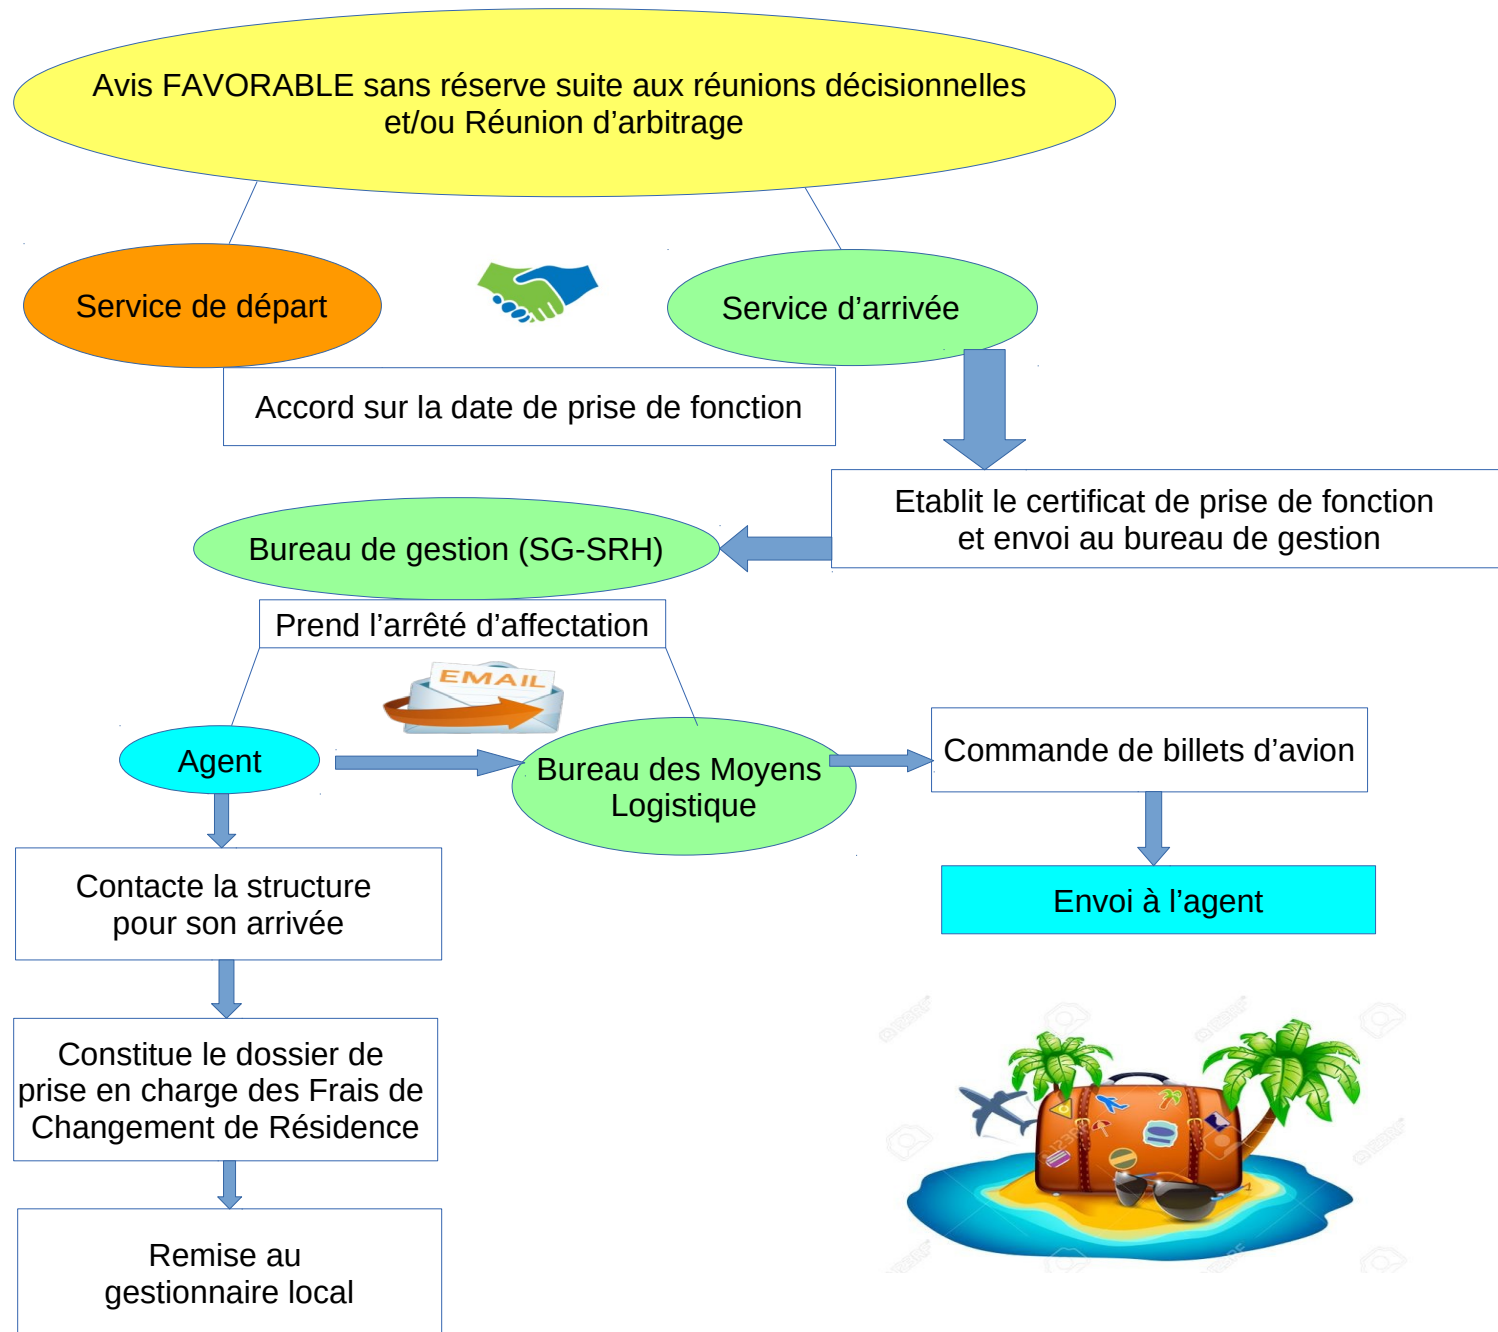 Avis FAVORABLE sans réserve suite aux réunions décisionnelles
et/ou Réunion d’arbitrage
Service de départ
Service d’arrivée
Accord sur la date de prise de fonction
Etablit le certificat de prise de fonction
et envoi au bureau de gestion
Bureau de gestion (SG-SRH)
Prend l’arrêté d’affectation
EMAIL
Agent
Bureau des Moyens
Logistique
Commande de billets d’avion
Contacte la structure
pour son arrivée
Envoi à l’agent
Constitue le dossier de
prise en charge des Frais de
Changement de Résidence
Remise au
gestionnaire local